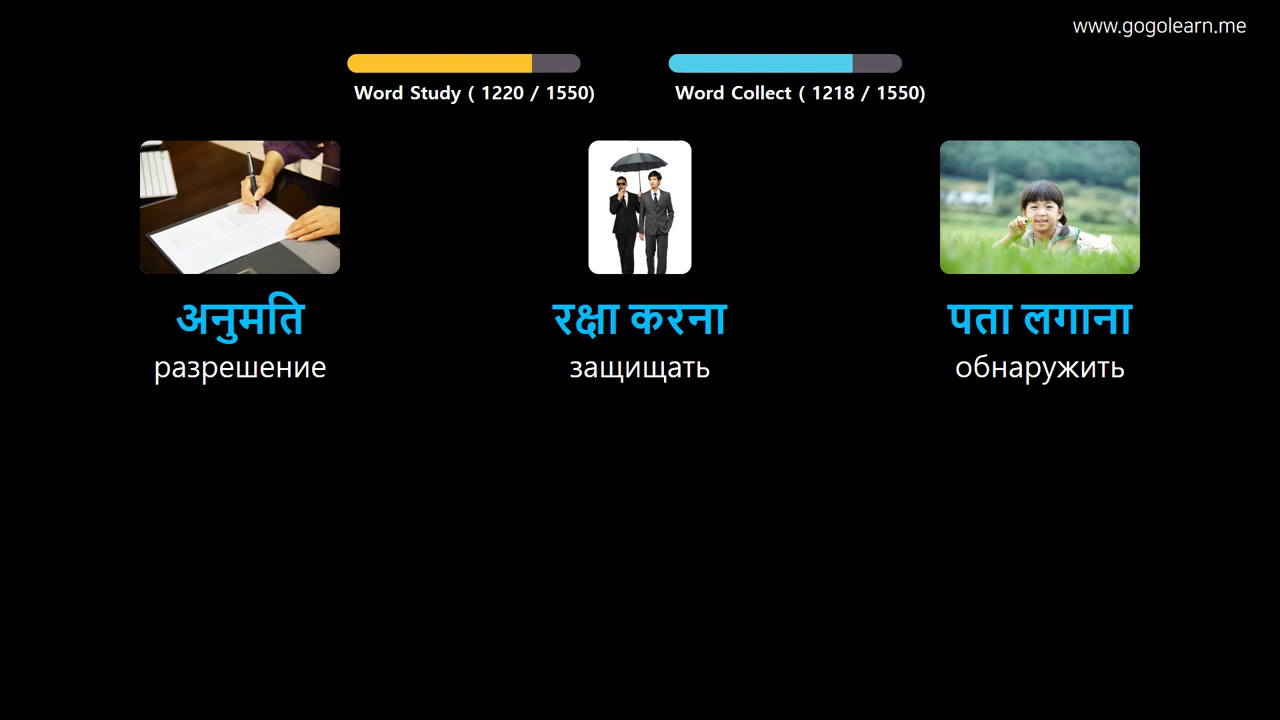 www.gogolearn.me
Word Study ( 1220 / 1550)
Word Collect ( 1218 / 1550)
अनुमति
разрешение
रक्षा करना
защищать
पता लगाना
обнаружить